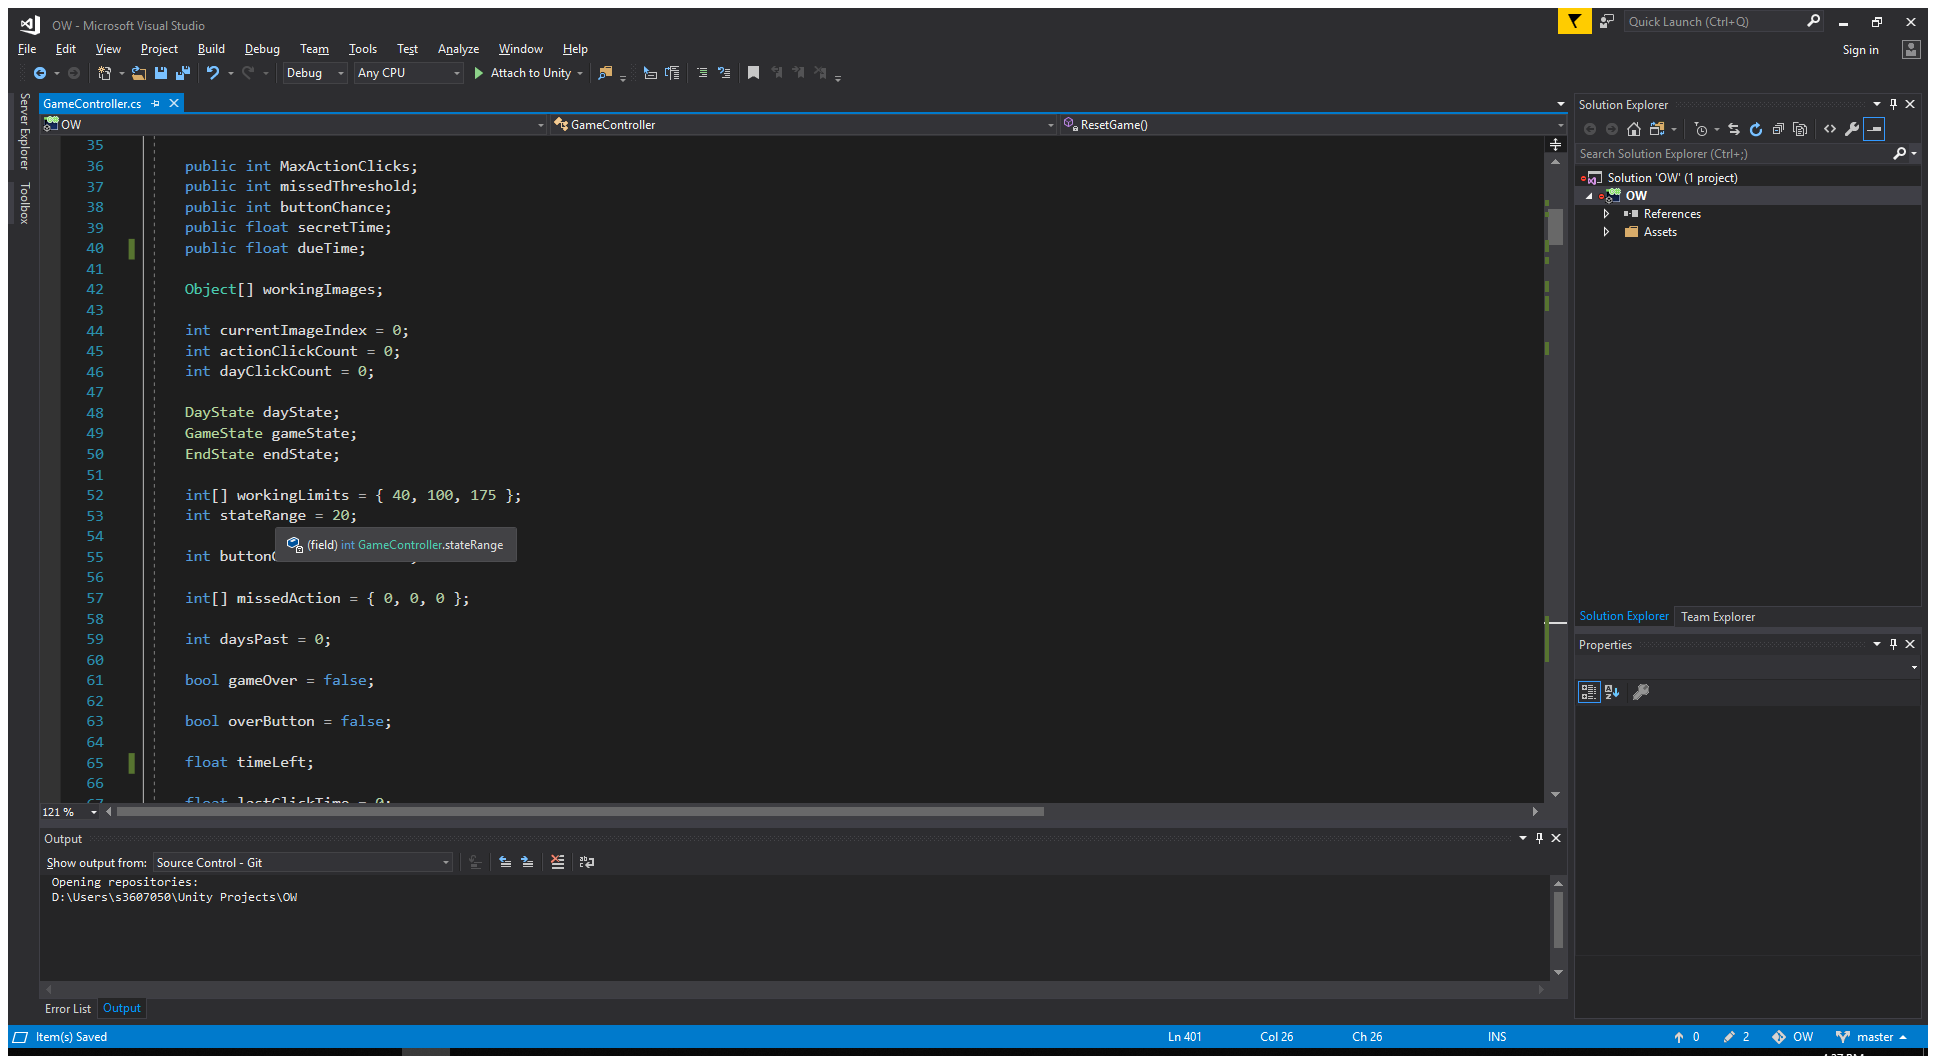 OW - Microsoft Visual Studio
Quick Launch (Ctrl+Q)
File Edit View Project Build Debug Team Tools Test Analyze Window Help
Sign in
Debug Any CPU Attach to Unity
Server Explorer
Toolbox
GameController.cs
OW GameController ResetGame()
35
36 public int MaxActionClicks;
37 public int missedThreshold;
38 public int buttonChance;
39 public float secretTime;
40 public float dueTime;
41
42 Object[] workingImages;
43
44 int currentImageIndex = 0;
45 int actionClickCount = 0;
46 int dayClickCount = 0;
47
48 DayState dayState;
49 GameState gameState;
50 EndState endState;
51
52 int[] workingLimits = { 40, 100, 175 };
53 int stateRange = 20;
54
(field) int GameController.stateRange
55 int button
56
57 int[] missedAction = { 0, 0, 0 };
58
59 int daysPast = 0;
60
61 bool gameOver = false;
62
63 bool overButton = false;
64
65 float timeLeft;
66
67 float lastClickTime = 0;
121 %
Output
Show output from: Source Control - Git
Opening repositories:
D:\Users\s3607050\Unity Projects\OW
Error List Output
Solution Explorer
Search Solution Explorer (Ctrl+;)
Solution 'OW' (1 project)
OW
References
Assets
Solution Explorer Team Explorer
Properties
Item(s) Saved Ln 401 Col 26 Ch 26 INS 0 2 OW master